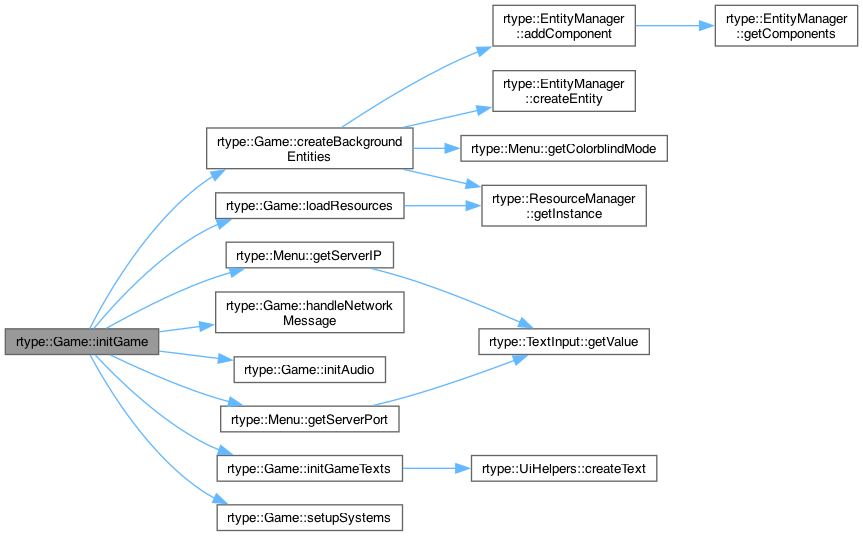 rtype::EntityManager
::addComponent
rtype::EntityManager
::getComponents
rtype::EntityManager
::createEntity
rtype::Game::createBackground
Entities
rtype::Menu::getColorblindMode
rtype::Game::loadResources
rtype::ResourceManager
::getInstance
rtype::Menu::getServerIP
rtype::Game::handleNetwork
Message
rtype::Game::initGame
rtype::TextInput::getValue
rtype::Game::initAudio
rtype::Menu::getServerPort
rtype::Game::initGameTexts
rtype::UiHelpers::createText
rtype::Game::setupSystems